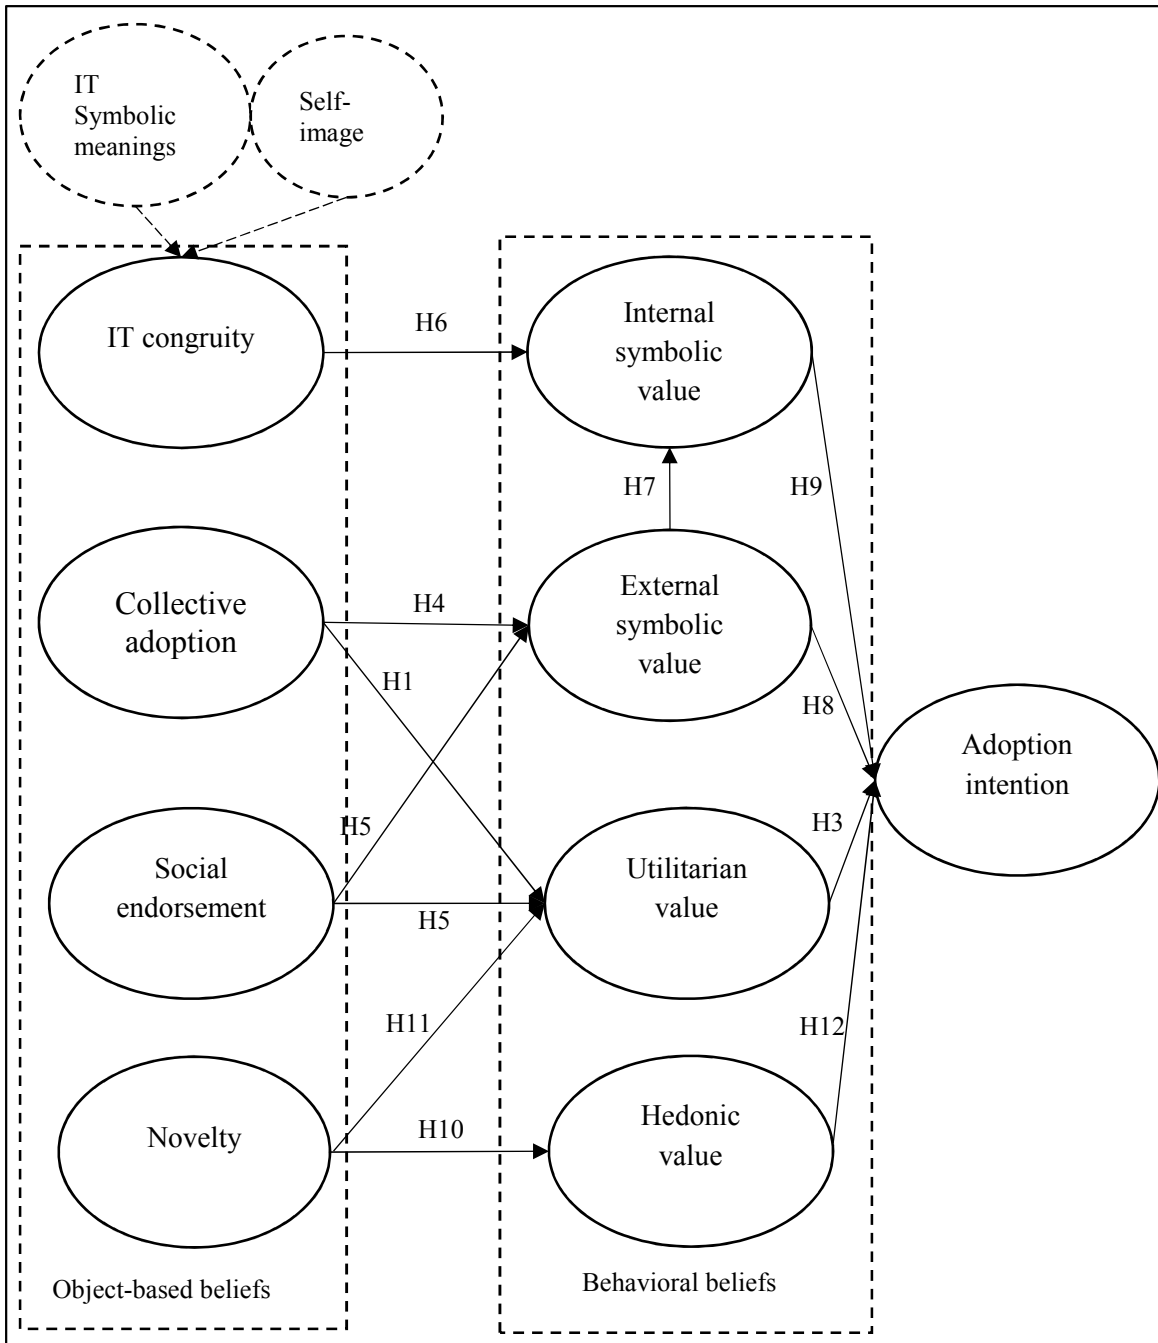 IT
Symbolic
meanings
Self-
image
IT congruity
H6
Internal
symbolic
value
H7
H9
Collective
adoption
H4
H1
External
symbolic
value
H8
Adoption
intention
Social
endorsement
H5
H5
Utilitarian
value
H3
H11
H12
Novelty
H10
Hedonic
value
Object-based beliefs
Behavioral beliefs